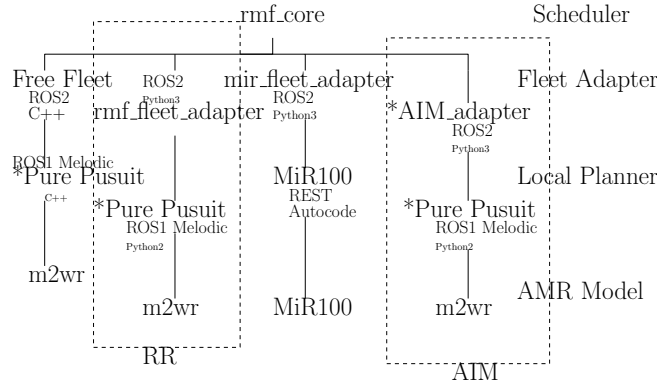 rmf_core
Scheduler
Free Fleet
ROS2
C++
ROS2
Python3
rmf_fleet_adapter
mir_fleet_adapter
ROS2
Python3
*AIM_adapter
ROS2
Python3
Fleet Adapter
ROS1 Melodic
*Pure Pusuit
C++
*Pure Pusuit
ROS1 Melodic
Python2
MiR100
REST
Autocode
*Pure Pusuit
ROS1 Melodic
Python2
Local Planner
m2wr
m2wr
MiR100
m2wr
AMR Model
RR
AIM